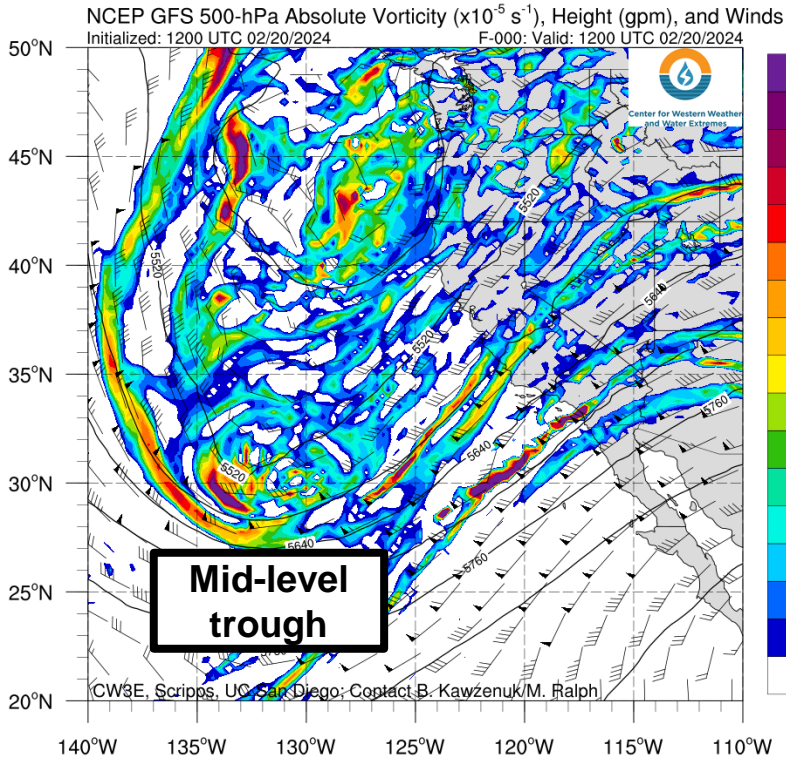 NCEP GFS 500-hPa Absolute Vorticity (x10⁻⁵ s⁻¹), Height (gpm), and Winds
Initialized: 1200 UTC 02/20/2024 F-000: Valid: 1200 UTC 02/20/2024
Center for Western Weather
and Water Extremes
50°N
45°N
40°N
35°N
30°N
25°N
20°N
5520
5520
5520
5520
5640
5640
5640
5760
5760
Mid-level
trough
CW3E, Scripps, UC San Diego; Contact B. Kawzenuk/M. Ralph
140°W 135°W 130°W 125°W 120°W 115°W 110°W